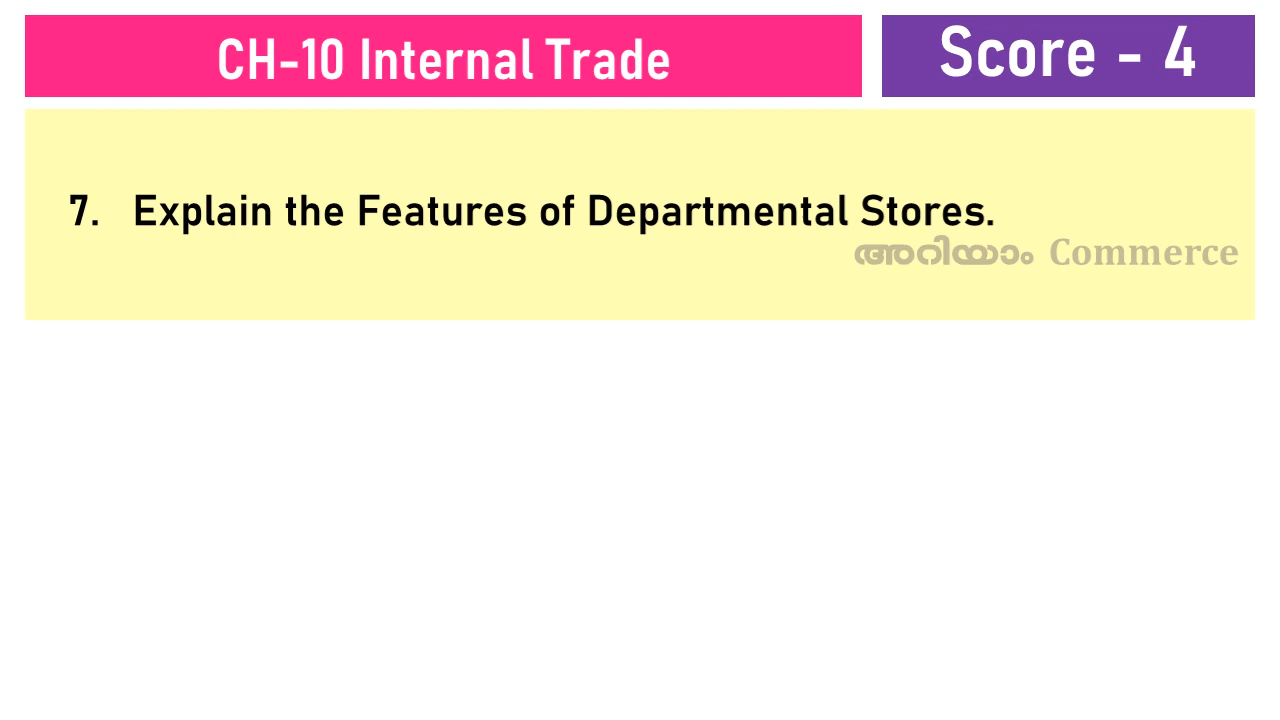 CH-10 Internal Trade
Score - 4
7. Explain the Features of Departmental Stores.
അറിയാം Commerce